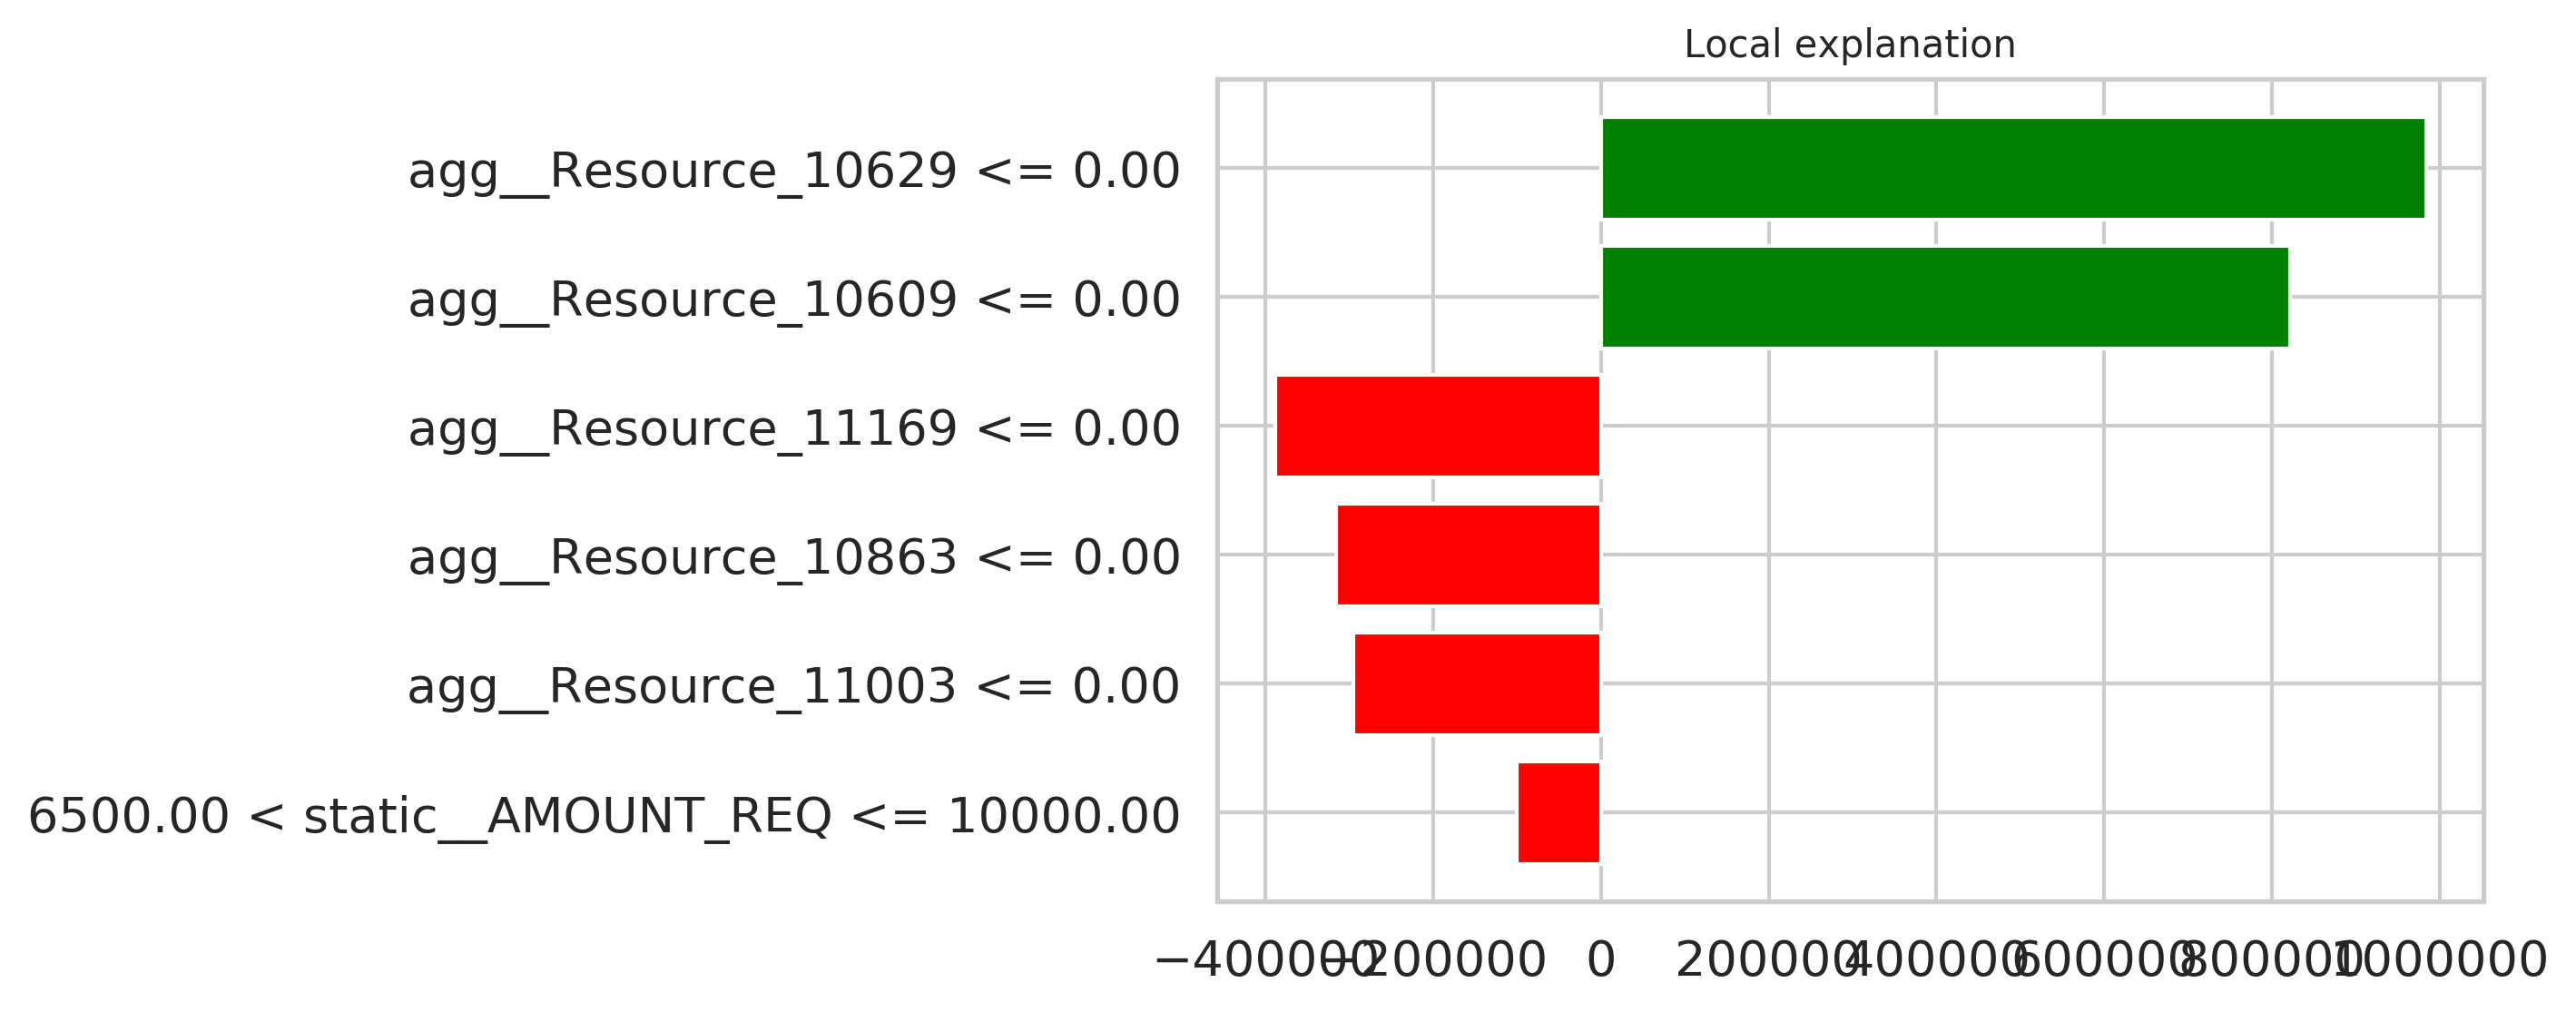 Local explanation
agg__Resource_10629 <= 0.00
agg__Resource_10609 <= 0.00
agg__Resource_11169 <= 0.00
agg__Resource_10863 <= 0.00
agg__Resource_11003 <= 0.00
6500.00 < static__AMOUNT_REQ <= 10000.00
−400000 −200000 0 200000 400000 600000 800000 1000000